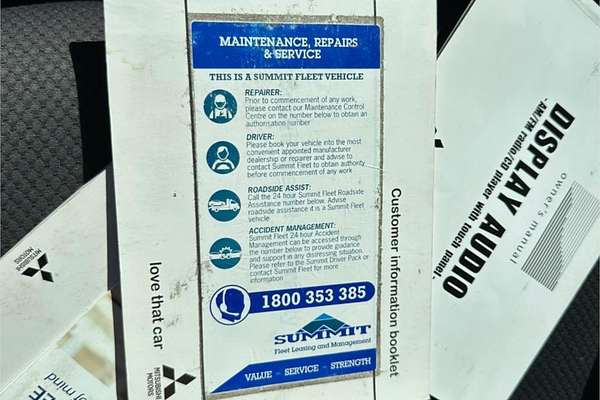 MAINTENANCE, REPAIRS
& SERVICE
THIS IS A SUMMIT FLEET VEHICLE
REPAIRER:
Prior to commencement of any work,
please contact our Maintenance Control
Centre on the number below to obtain an
authorisation number
DRIVER:
Please book your vehicle into the most
convenient appointed manufacturer
dealership or repairer and advise to
contact Summit Fleet to obtain authority
before commencement of any work
ROADSIDE ASSIST:
Call the 24 hour Summit Fleet Roadside
Assistance number below. Advise
roadside assistance it is a Summit Fleet
vehicle
ACCIDENT MANAGEMENT:
Summit Fleet 24 hour Accident
Management can be accessed through
the number below to provide guidance
and support in any distressing situation.
Please refer to the Summit Driver Pack or
contact Summit Fleet for more
information
1800 353 385
SUMMIT
Fleet Leasing and Management
VALUE - SERVICE - STRENGTH
Customer information booklet
love that car
MITSUBISHI
MOTORS
MITSUBISHI
MOTORS
owner's manual
DISPLAY AUDIO
-AM/FM radio/CD player with touch panel-
mind